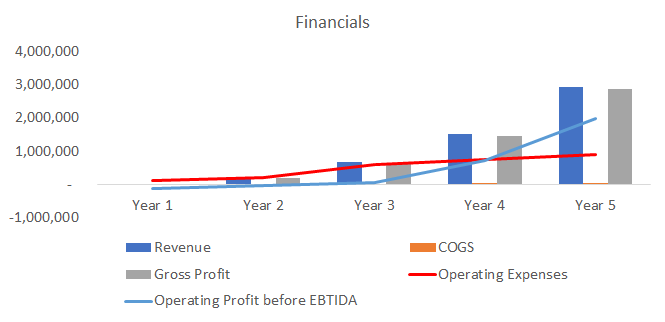 Financials
4,000,000
3,000,000
2,000,000
1,000,000
-
-1,000,000
Year 1 Year 2 Year 3 Year 4 Year 5
Revenue COGS
Gross Profit Operating Expenses
Operating Profit before EBTIDA